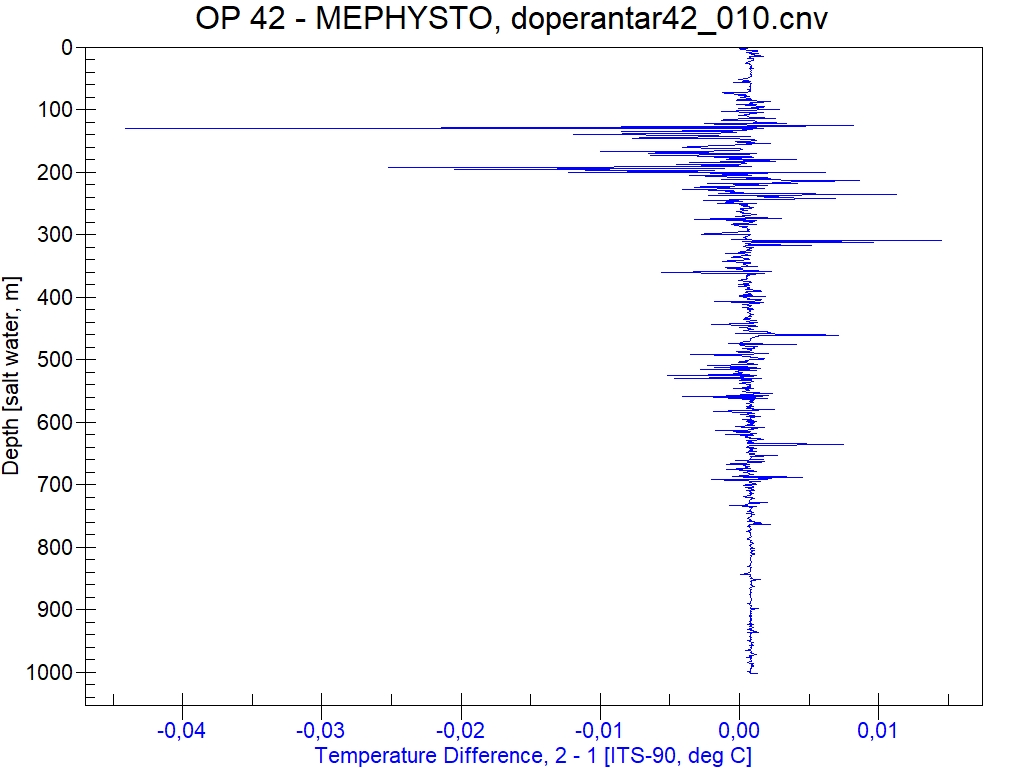 OP 42 - MEPHYSTO, doperantar42_010.cnv
0
100
200
300
400
500
600
700
800
900
1000
Depth [salt water, m]
-0,04 -0,03 -0,02 -0,01 0,00 0,01
Temperature Difference, 2 - 1 [ITS-90, deg C]